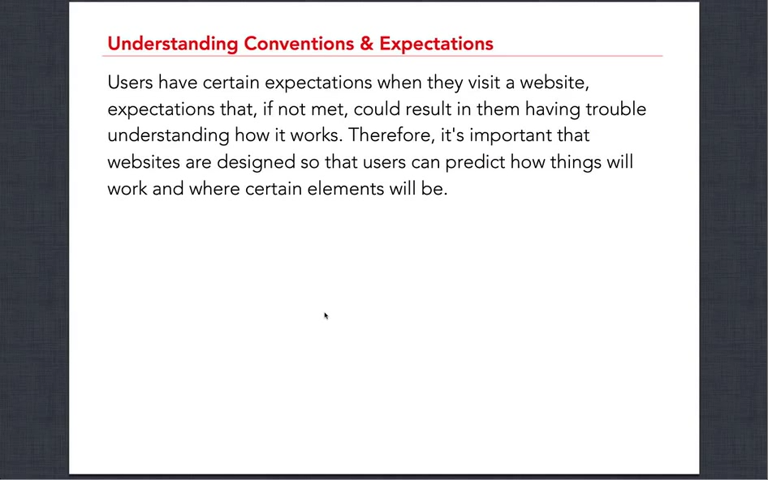 Understanding Conventions & Expectations
Users have certain expectations when they visit a website,
expectations that, if not met, could result in them having trouble
understanding how it works. Therefore, it's important that
websites are designed so that users can predict how things will
work and where certain elements will be.